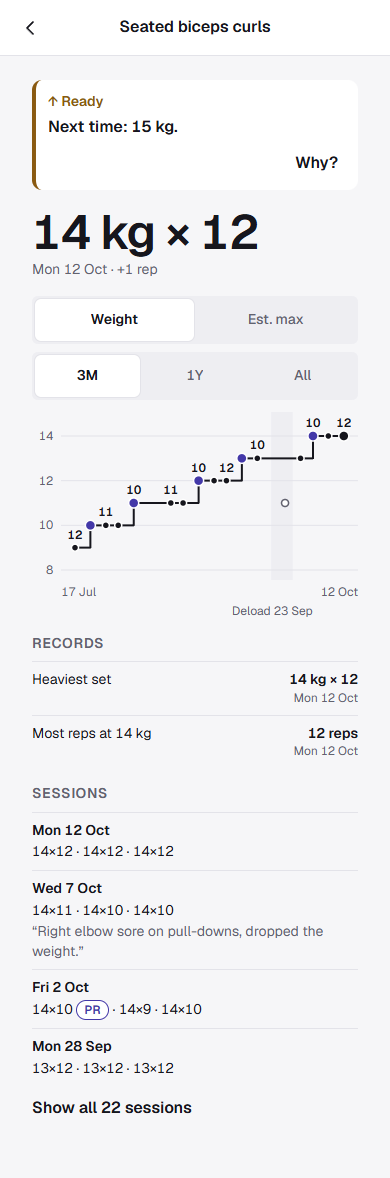 Seated biceps curls
↑ Ready
Next time: 15 kg.
Why?
14 kg × 12
Mon 12 Oct · +1 rep
Weight
Est. max
3M
1Y
All
14
12
10
8
12
11
10
11
10
12
10
10
12
17 Jul
12 Oct
Deload 23 Sep
RECORDS
Heaviest set
14 kg × 12
Mon 12 Oct
Most reps at 14 kg
12 reps
Mon 12 Oct
SESSIONS
Mon 12 Oct
14×12 · 14×12 · 14×12
Wed 7 Oct
14×11 · 14×10 · 14×10
“Right elbow sore on pull-downs, dropped the
weight.”
Fri 2 Oct
14×10 PR · 14×9 · 14×10
Mon 28 Sep
13×12 · 13×12 · 13×12
Show all 22 sessions